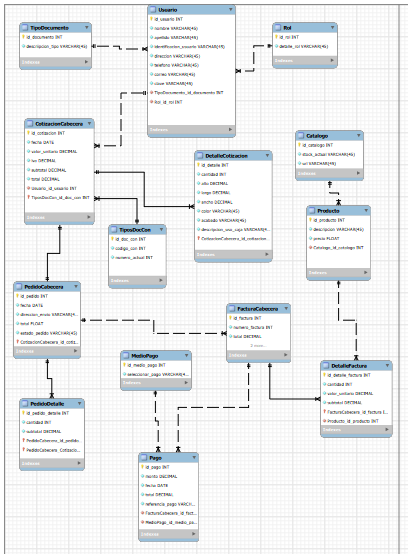 TipoDocumento
id_documento INT
descripcion_tipo VARCHAR(45)
Indexes
Usuario
id_usuario INT
nombre VARCHAR(45)
apellido VARCHAR(45)
identificacion_usuario VARCHAR(45)
direccion VARCHAR(45)
telefono VARCHAR(45)
correo VARCHAR(45)
clave VARCHAR(45)
TipoDocumento_id_documento INT
Rol_id_rol INT
Indexes
Rol
id_rol INT
detalle_rol VARCHAR(45)
Indexes
CotizacionCabecera
id_cotizacion INT
fecha DATE
valor_unitario DECIMAL
iva DECIMAL
subtotal DECIMAL
total DECIMAL
Usuario_id_usuario INT
TiposDocCon_id_doc_con INT
Indexes
DetalleCotizacion
id_detalle INT
cantidad INT
alto DECIMAL
largo DECIMAL
ancho DECIMAL
color VARCHAR(45)
acabado VARCHAR(45)
CotizacionCabecera_id_cotizacion
Indexes
Catalogo
id_catalogo INT
stock_actual VARCHAR(45)
url VARCHAR(45)
Indexes
TiposDocCon
id_doc_con INT
codigo_con INT
numero_actual INT
Indexes
Producto
id_producto INT
descripcion VARCHAR(45)
precio FLOAT
Catalogo_id_catalogo INT
Indexes
PedidoCabecera
id_pedido INT
fecha DATE
direccion_envio VARCHAR(4...
total FLOAT
estado_pedido VARCHAR(45)
CotizacionCabecera_id_cotiz...
Indexes
FacturaCabecera
id_factura INT
numero_factura INT
total DECIMAL
Indexes
MedioPago
id_medio_pago INT
seleccionar_pago VARCHAR(4...
Indexes
DetalleFactura
id_detalle_factura INT
cantidad INT
valor_unitario DECIMAL
subtotal DECIMAL
FacturaCabecera_id_factura I...
Producto_id_producto INT
Indexes
PedidoDetalle
id_pedido_detalle INT
cantidad INT
subtotal DECIMAL
PedidoCabecera_id_pedido...
PedidoCabecera_Cotizacio...
Indexes
Pago
id_pago INT
monto DECIMAL
fecha DATE
total DECIMAL
referencia_pago VARCH...
FacturaCabecera_id_fact...
MedioPago_id_medio_pa...
Indexes